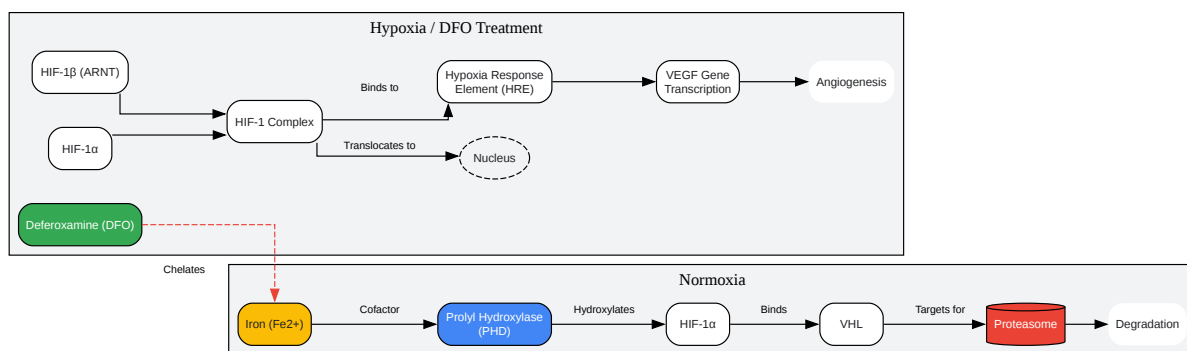 Hypoxia / DFO Treatment
HIF-1β (ARNT)
HIF-1α
HIF-1 Complex
Binds to
Translocates to
Hypoxia Response
Element (HRE)
Nucleus
VEGF Gene
Transcription
Angiogenesis
Deferoxamine (DFO)
Chelates
Normoxia
Iron (Fe2+)
Cofactor
Prolyl Hydroxylase
(PHD)
Hydroxylates
HIF-1α
Binds
VHL
Targets for
Proteasome
Degradation